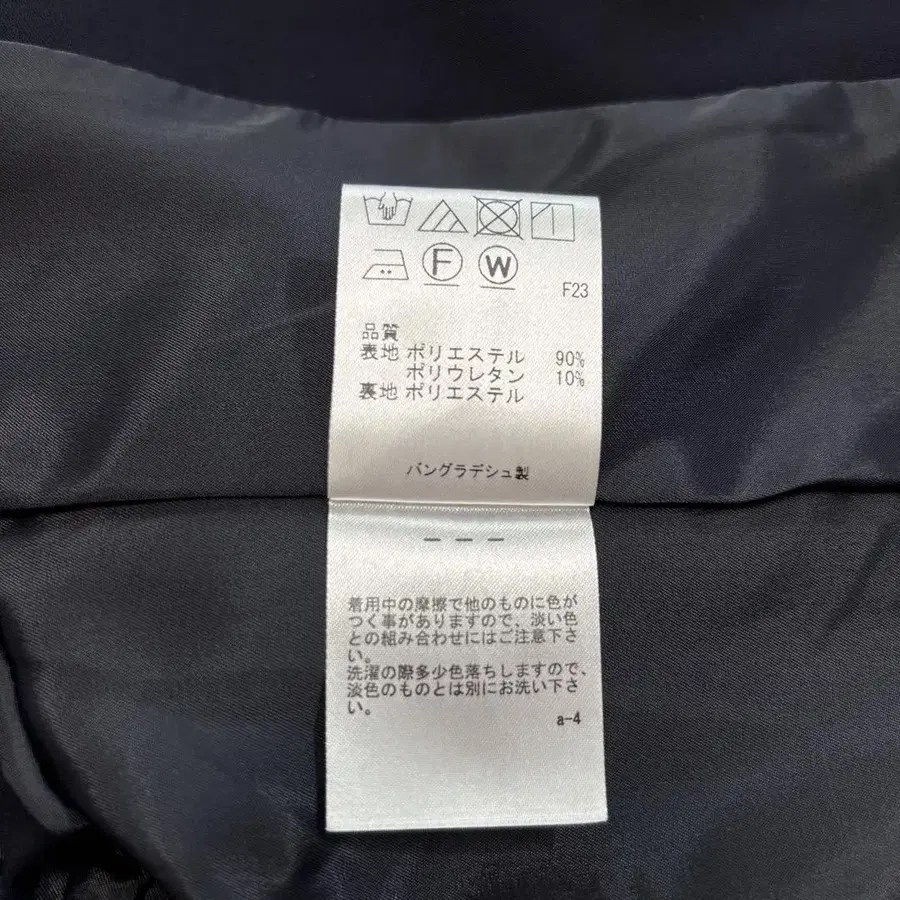 F
W
F23
品質
表地 ポリエステル 90%
ポリウレタン 10%
裏地 ポリエステル
バングラデシュ製
– – –
着用中の摩擦で他のものに色が
つく事がありますので、淡い色
との組み合わせにはご注意下さ
い。
洗濯の際多少色落ちしますので、
淡色のものとは別にお洗い下さ
い。
a-4